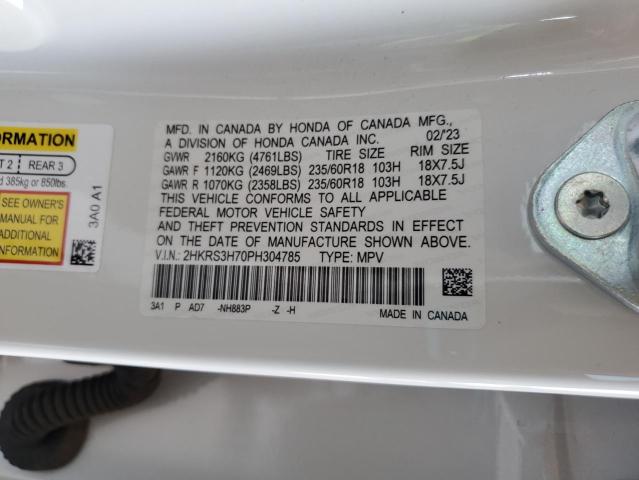 ORMATION
T 2 REAR 3
d 385kg or 850lbs.
SEE OWNER'S
MANUAL FOR
ADDITIONAL
INFORMATION
3A0 A1
MFD. IN CANADA BY HONDA OF CANADA MFG.,
A DIVISION OF HONDA CANADA INC. 02/'23
GVWR 2160KG (4761LBS) TIRE SIZE RIM SIZE
GAWR F 1120KG (2469LBS) 235/60R18 103H 18X7.5J
GAWR R 1070KG (2358LBS) 235/60R18 103H 18X7.5J
THIS VEHICLE CONFORMS TO ALL APPLICABLE
FEDERAL MOTOR VEHICLE SAFETY
AND THEFT PREVENTION STANDARDS IN EFFECT
ON THE DATE OF MANUFACTURE SHOWN ABOVE.
V.I.N.: 2HKRS3H70PH304785 TYPE: MPV
3A1 P AD7 -NH883P -Z -H
MADE IN CANADA